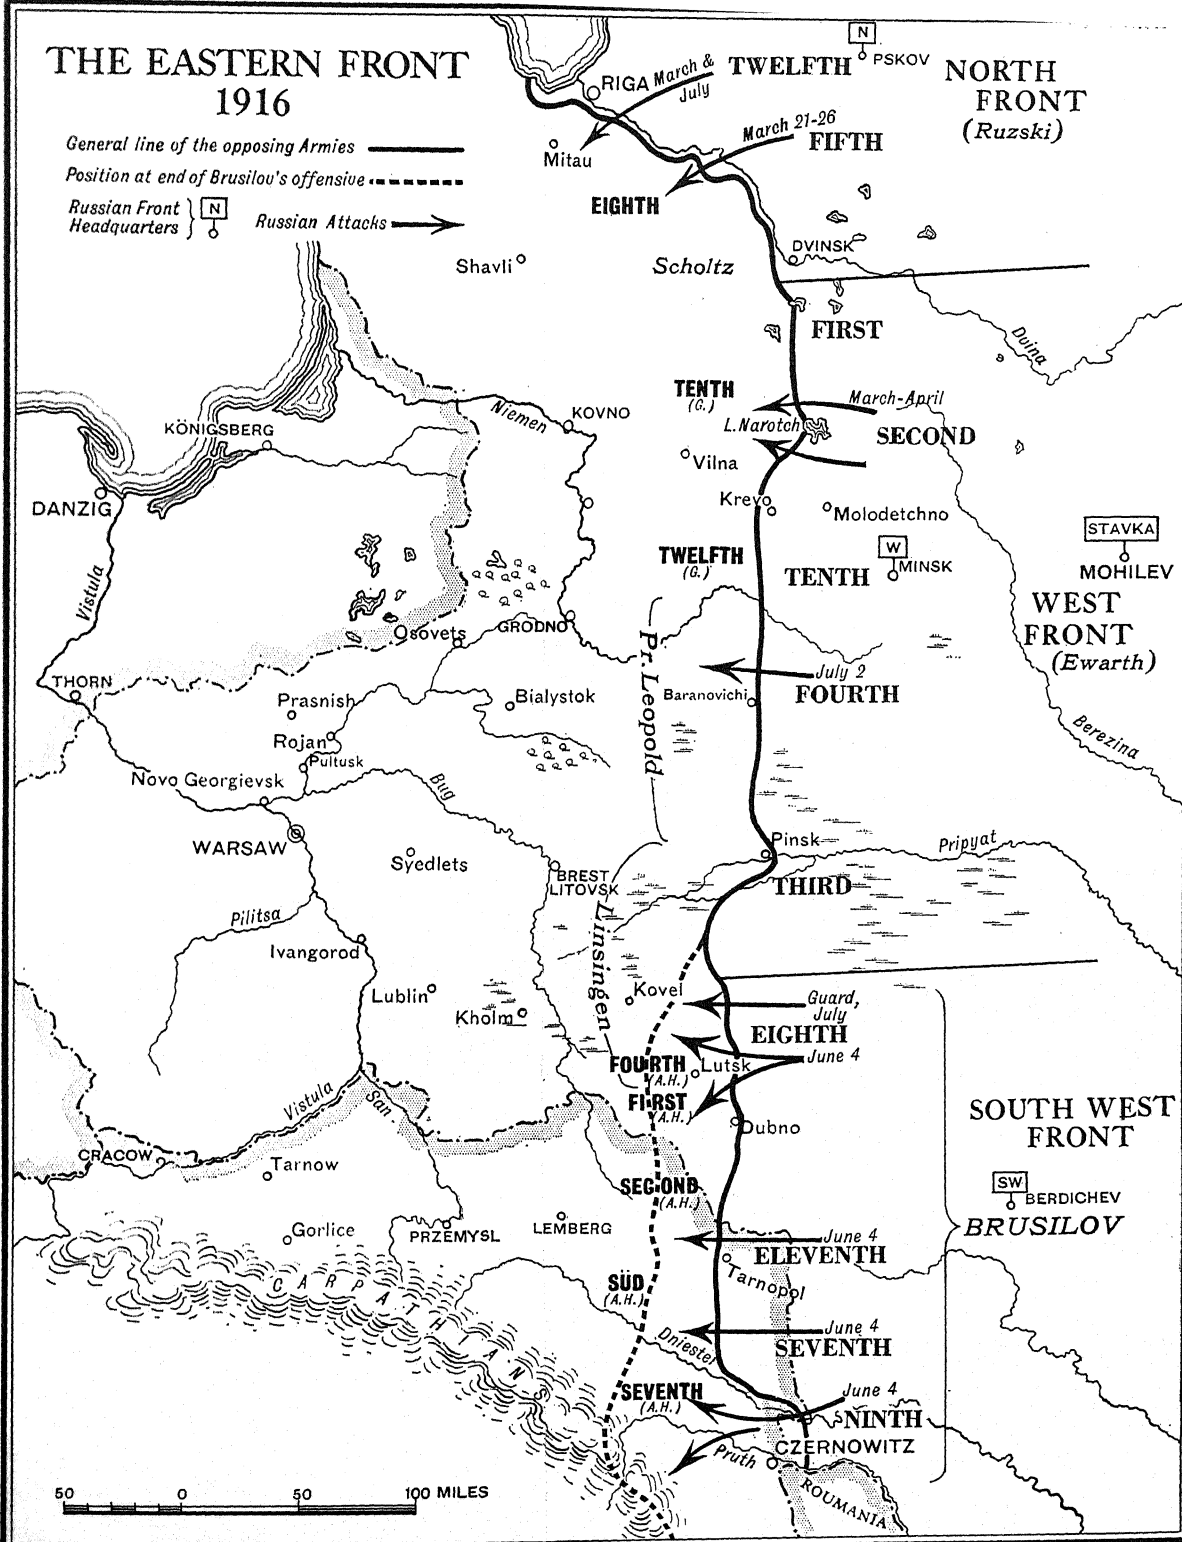 THE EASTERN FRONT
1916
General line of the opposing Armies
Position at end of Brusilov's offensive
Russian Front
Headquarters
N
Russian Attacks
N
PSKOV
NORTH
FRONT
(Ruzski)
RIGA
March &
July
TWELFTH
March 21-26
FIFTH
Mitau
EIGHTH
Shavli
Scholtz
DVINSK
FIRST
Dvina
TENTH
(G.)
March-April
L.Narotch
SECOND
Niemen
KOVNO
KÖNIGSBERG
Vilna
DANZIG
Krevo
Molodetchno
STAVKA
MOHILEV
TWELFTH
(G.)
TENTH
W
MINSK
Vistula
WEST
FRONT
(Ewarth)
Osovets
GRODNO
Pr. Leopold
July 2
FOURTH
THORN
Prasnish
Bialystok
Baranovichi
Rojan
Pultusk
Berezina
Novo Georgievsk
Bug
WARSAW
Syedlets
Pinsk
Pripyat
BREST
LITOVSK
THIRD
Pilitsa
Linsingen
Ivangorod
Lublin
Kholm
Kovel
Guard,
July
EIGHTH
June 4
FOURTH
(A.H.)
Lutsk
FIRST
(A.H.)
Vistula
San
Dubno
SOUTH WEST
FRONT
CRACOW
Tarnow
SECOND
(A.H.)
SW
BERDICHEV
BRUSILOV
Gorlice
PRZEMYSL
LEMBERG
June 4
ELEVENTH
CARPATHIANS
SÜD
(A.H.)
Tarnopol
June 4
SEVENTH
Dniester
SEVENTH
(A.H.)
June 4
NINTH
CZERNOWITZ
Pruth
ROUMANIA
50 0 50 100 MILES